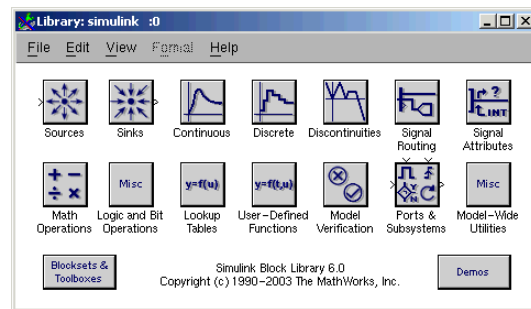 Library: simulink :0
File Edit View Format Help
Sources Sinks Continuous Discrete Discontinuities Signal Routing Signal Attributes
? INT
+ − ÷ × Misc y=f(u) y=f(t,u) Y N Misc
Math Operations Logic and Bit Operations Lookup Tables User-Defined Functions Model Verification Ports & Subsystems Model-Wide Utilities
Blocksets & Toolboxes
Simulink Block Library 6.0
Copyright (c) 1990-2003 The MathWorks, Inc.
Demos